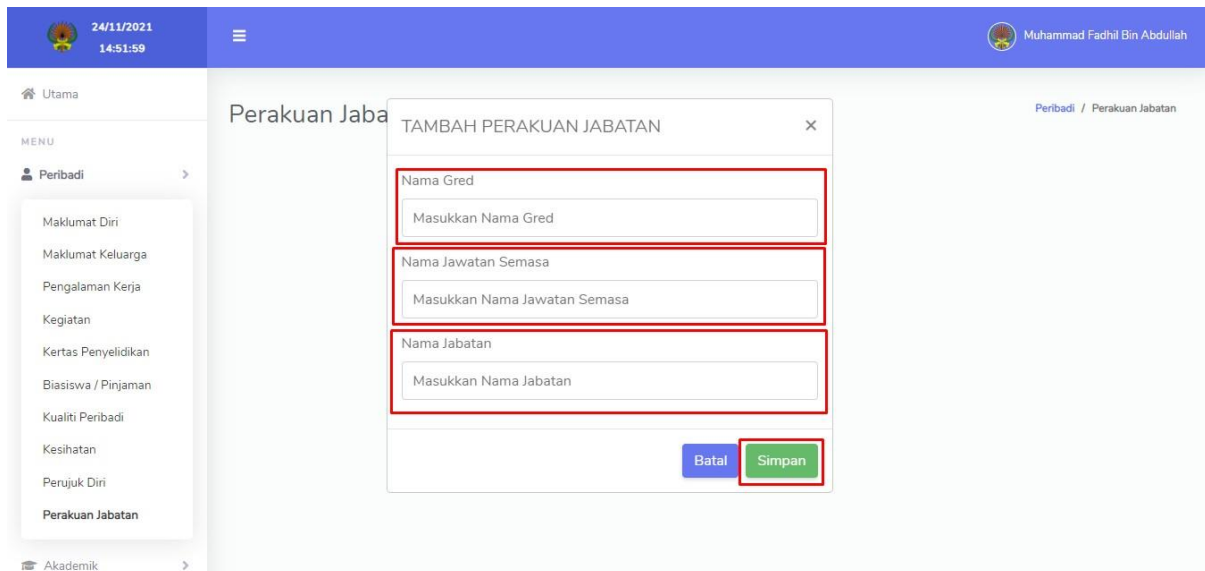 24/11/2021
14:51:59
Muhammad Fadhil Bin Abdullah
Utama
MENU
Peribadi
Maklumat Diri
Maklumat Keluarga
Pengalaman Kerja
Kegiatan
Kertas Penyelidikan
Biasiswa / Pinjaman
Kualiti Peribadi
Kesihatan
Perujuk Diri
Perakuan Jabatan
Akademik
Perakuan Jaba
Peribadi / Perakuan Jabatan
TAMBAH PERAKUAN JABATAN
Nama Gred
Masukkan Nama Gred
Nama Jawatan Semasa
Masukkan Nama Jawatan Semasa
Nama Jabatan
Masukkan Nama Jabatan
Batal Simpan